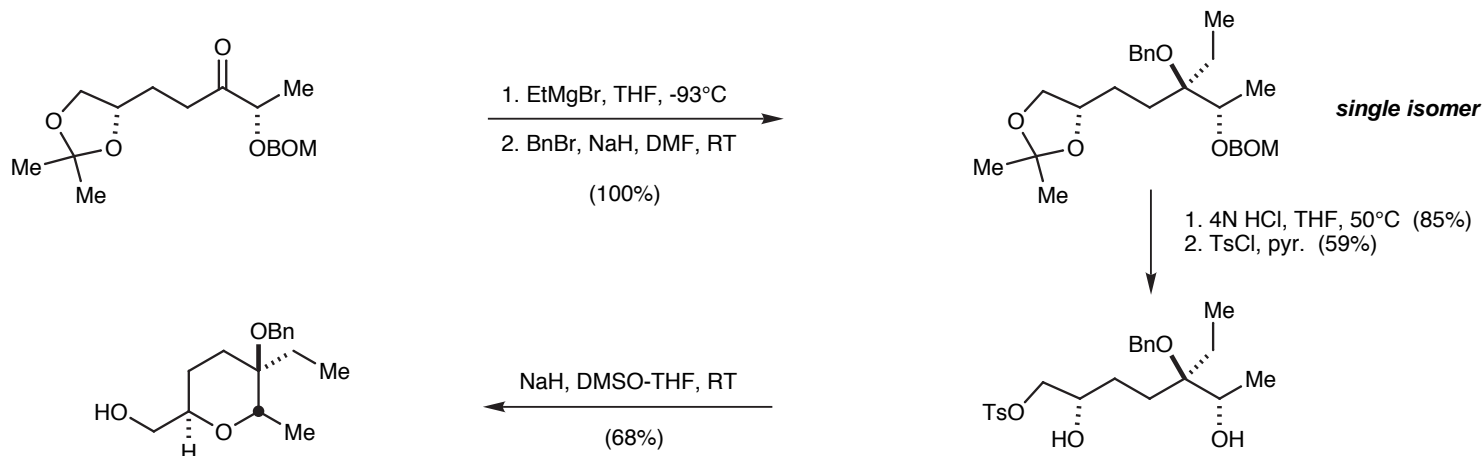 O
Me
O
O
OBOM
Me
Me
1. EtMgBr, THF, -93°C
2. BnBr, NaH, DMF, RT
(100%)
Me
BnO
Me
O
O
OBOM
Me
Me
single isomer
1. 4N HCl, THF, 50°C (85%)
2. TsCl, pyr. (59%)
Me
BnO
Me
TsO
HO
OH
NaH, DMSO-THF, RT
(68%)
OBn
Me
HO
O
Me
H